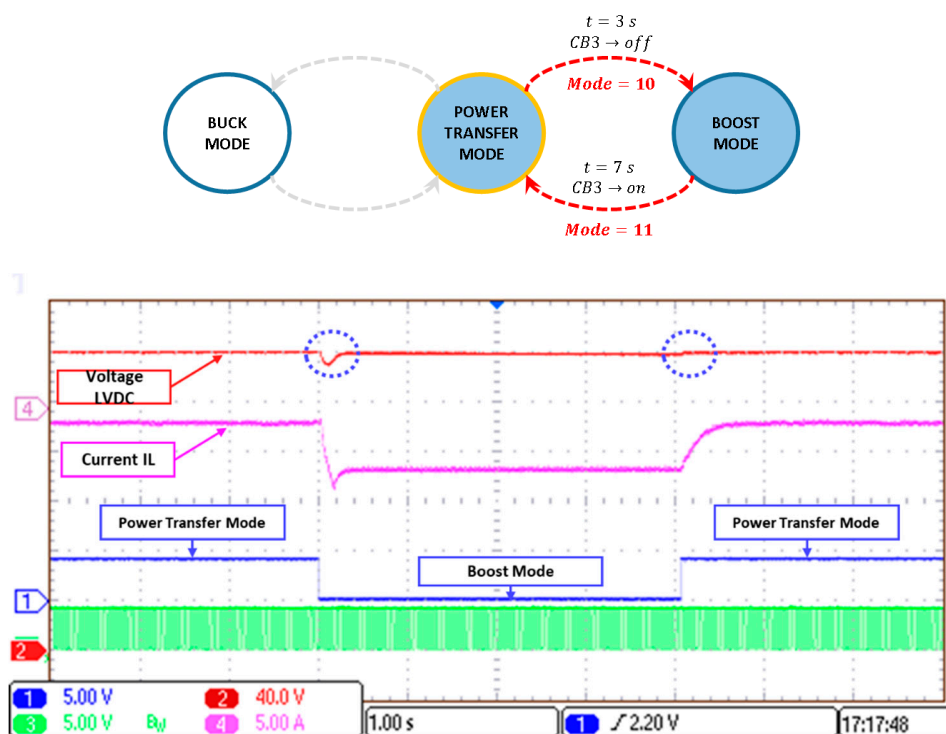 t = 3 s
CB3 → off
Mode = 10
BUCK
MODE
POWER
TRANSFER
MODE
BOOST
MODE
t = 7 s
CB3 → on
Mode = 11
Voltage
LVDC
4
Current IL
Power Transfer Mode
Power Transfer Mode
Boost Mode
1
2
1 5.00 V 2 40.0 V
3 5.00 V BW 4 5.00 A
1.00 s
1 2.20 V
17:17:48